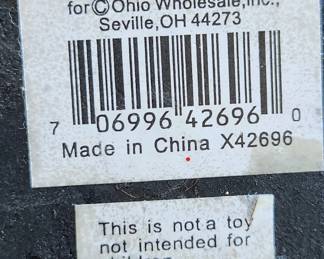 for©Ohio Wholesale,Inc.,
Seville,OH 44273
7 06996 42696 0
Made in China X42696
This is not a toy
not intended for
children